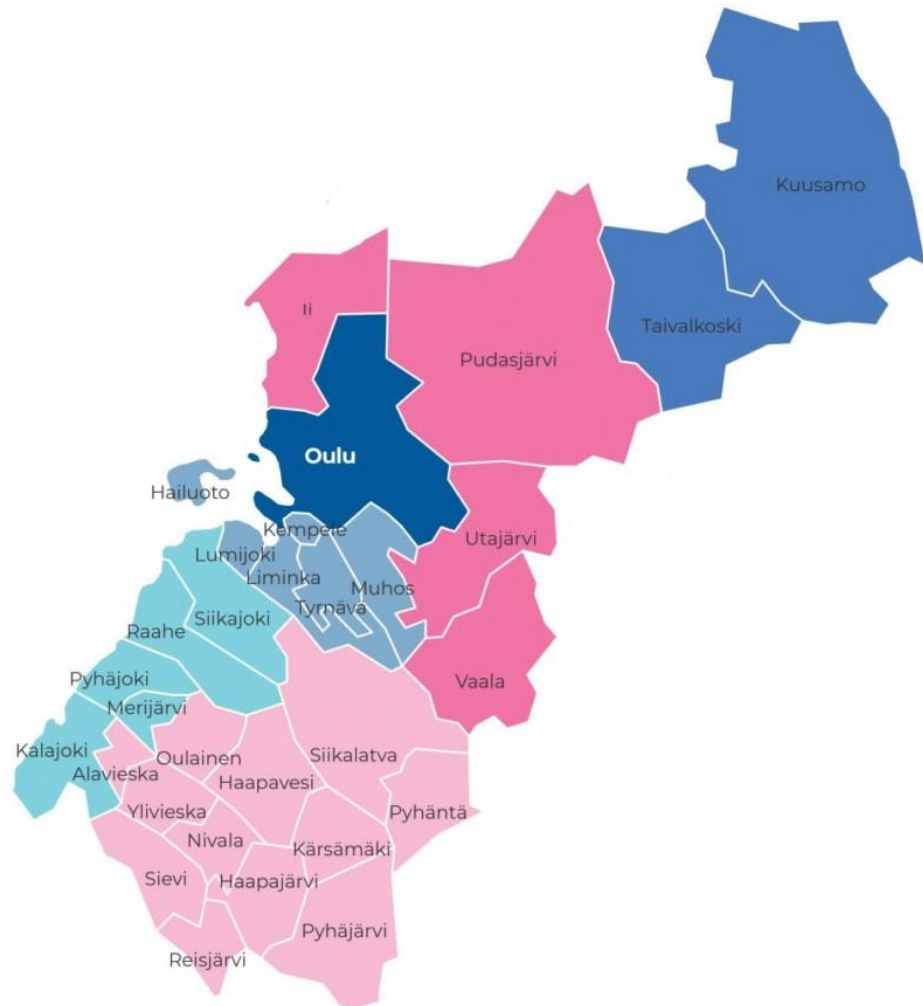 Kuusamo
Ii
Taivalkoski
Pudasjärvi
Oulu
Hailuoto
Kempele
Utajärvi
Lumijoki
Liminka
Muhos
Tyrnävä
Siikajoki
Raahe
Pyhäjoki
Vaala
Merijärvi
Kalajoki
Oulainen
Siikalatva
Alavieska
Haapavesi
Ylivieska
Pyhäntä
Nivala
Kärsämäki
Sievi
Haapajärvi
Pyhäjärvi
Reisjärvi